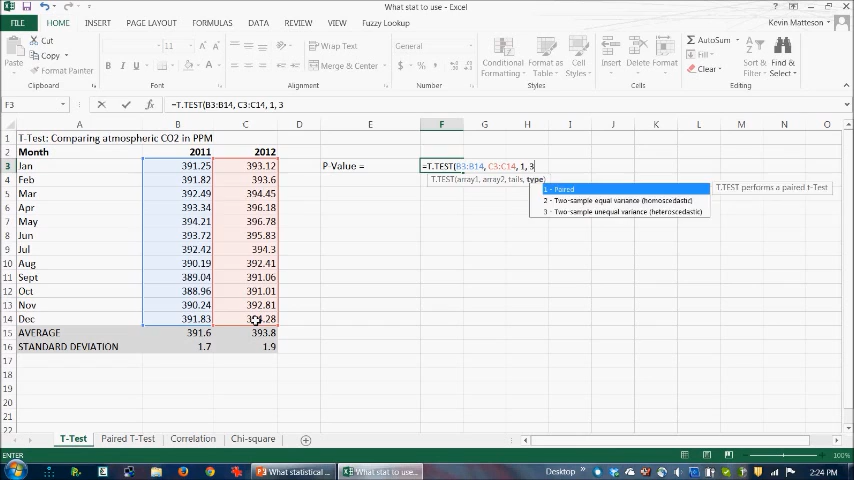 What stat to use - Excel
FILE HOME INSERT PAGE LAYOUT FORMULAS DATA REVIEW VIEW Fuzzy Lookup Kevin Matteson
Cut
Copy
Format Painter
Paste
Clipboard
11
B I U
Font
Wrap Text
Merge & Center
Alignment
General
$ % ,
Number
Conditional Formatting
Format as Table
Cell Styles
Styles
Insert Delete Format
Cells
AutoSum
Fill
Clear
Sort & Filter
Find & Select
Editing
F3 =T.TEST(B3:B14, C3:C14, 1, 3
A B C D E F G H I J K L M N O
1 T-Test: Comparing atmospheric CO2 in PPM
2 Month 2011 2012
3 Jan 391.25 393.12 P Value = =T.TEST(B3:B14, C3:C14, 1, 3
4 Feb 391.82 393.6
T.TEST(array1, array2, tails, type)
1 - Paired
2 - Two-sample equal variance (homoscedastic)
3 - Two-sample unequal variance (heteroscedastic)
T.TEST performs a paired t-Test
5 Mar 392.49 394.45
6 Apr 393.34 396.18
7 May 394.21 396.78
8 Jun 393.72 395.83
9 Jul 392.42 394.3
10 Aug 390.19 392.41
11 Sept 389.04 391.06
12 Oct 388.96 391.01
13 Nov 390.24 392.81
14 Dec 391.83 .28
15 AVERAGE 391.6 393.8
16 STANDARD DEVIATION 1.7 1.9
17
18
19
20
21
22
T-Test Paired T-Test Correlation Chi-square
ENTER 100%
What statistical ... What stat to use... Desktop 2:24 PM